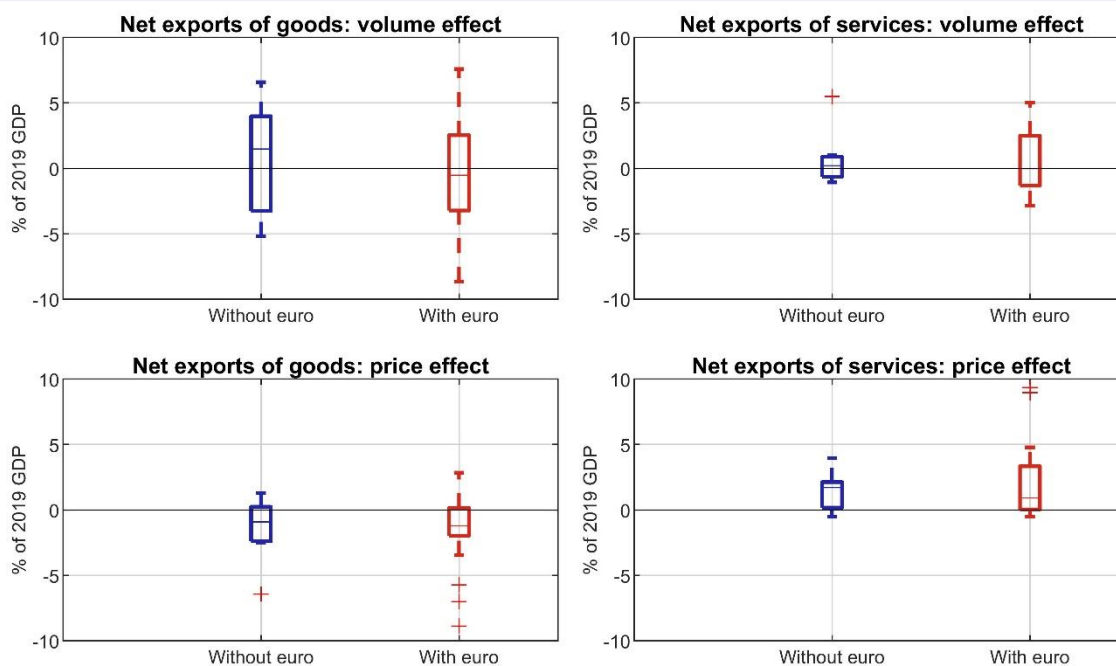 Net exports of goods: volume effect
% of 2019 GDP
10
5
0
-5
-10
Without euro
With euro
Net exports of services: volume effect
% of 2019 GDP
10
5
0
-5
-10
Without euro
With euro
Net exports of goods: price effect
% of 2019 GDP
10
5
0
-5
-10
Without euro
With euro
Net exports of services: price effect
% of 2019 GDP
10
5
0
-5
-10
Without euro
With euro